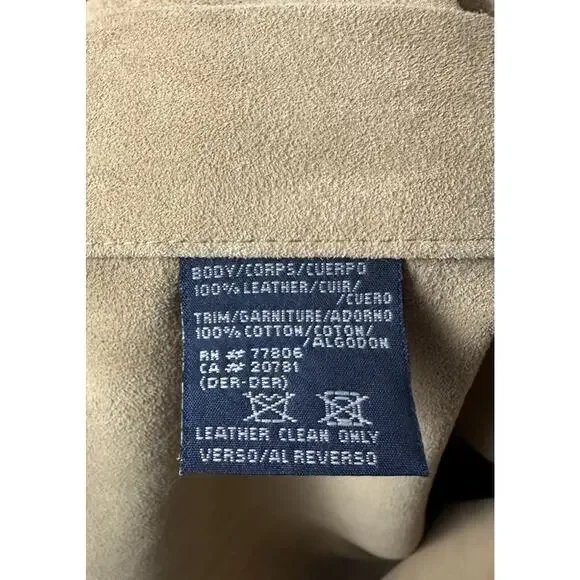 BODY/CORPS/CUERPO
100% LEATHER/CUIR/
/CUERO
TRIM/GARNITURE/ADORNO
100% COTTON/COTON/
/ALGODON
RN # 77806
CA # 20781
(DER-DER)
LEATHER CLEAN ONLY
VERSO/AL REVERSO